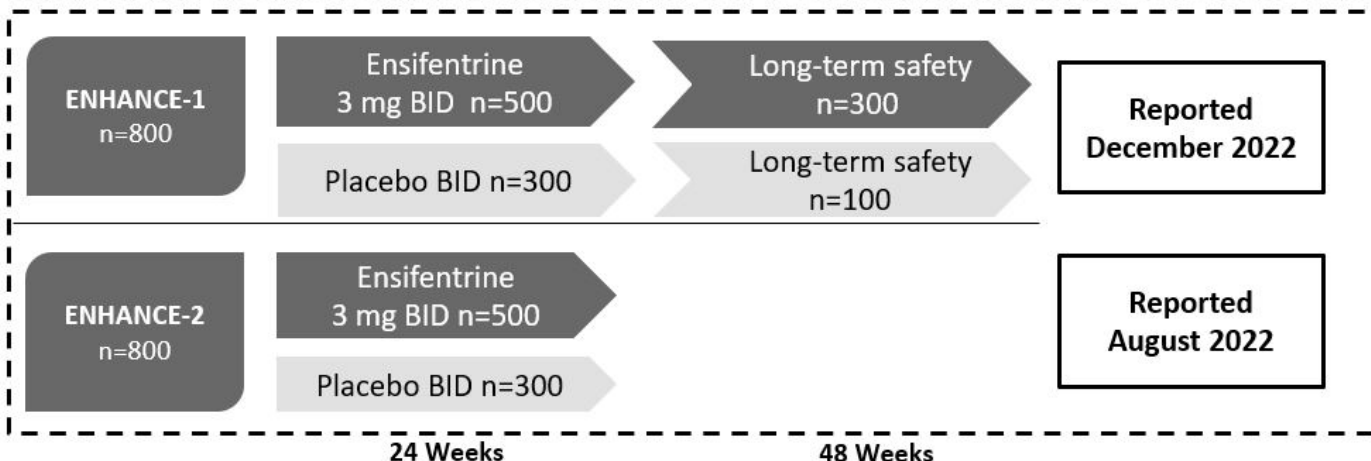 ENHANCE-1
n=800
Ensifentrine
3 mg BID n=500
Long-term safety
n=300
Placebo BID n=300
Long-term safety
n=100
Reported
December 2022
ENHANCE-2
n=800
Ensifentrine
3 mg BID n=500
Placebo BID n=300
Reported
August 2022
24 Weeks
48 Weeks